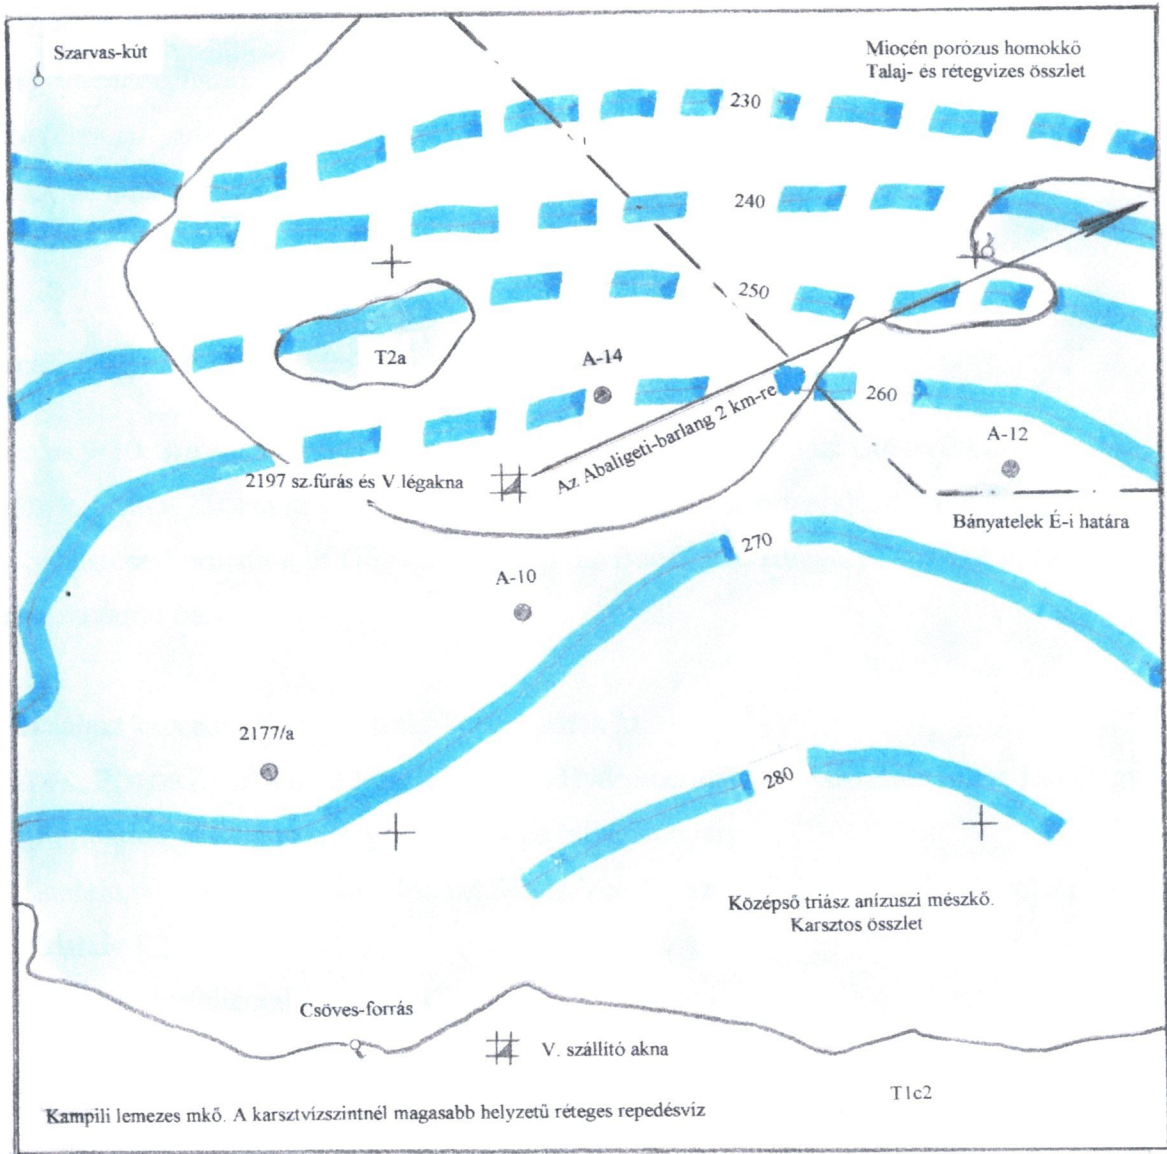 Szarvas-kút
Miocén porózus homokkő
Talaj- és rétegvizes összlet
230
240
250
T2a
A-14
260
A-12
Az Abaligeti-barlang 2 km-re
2197 sz.fúrás és V.légakna
Bányatelek É-i határa
270
A-10
2177/a
280
Középső triász anízuszi mészkő.
Karsztos összlet
Csöves-forrás
V. szállító akna
T1c2
Kampili lemezes mkő. A karsztvízszintnél magasabb helyzetű réteges repedésvíz